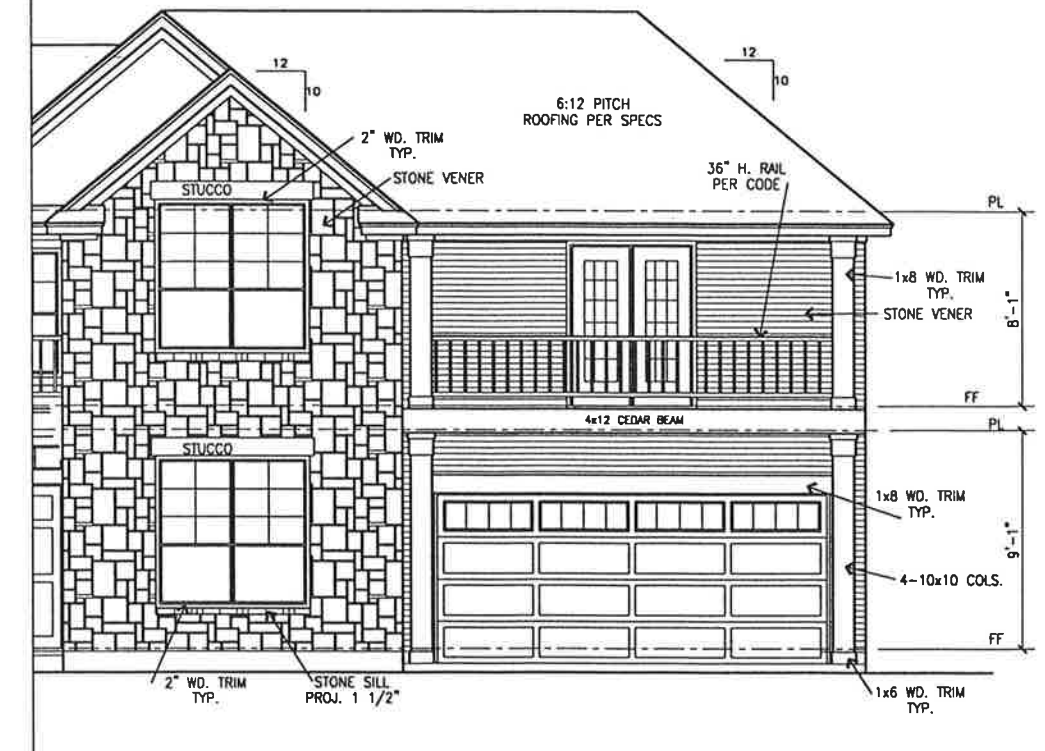 12
10
12
10
6:12 PITCH
ROOFING PER SPECS
2" WD. TRIM
TYP.
STONE VENER
36" H. RAIL
PER CODE
STUCCO
PL
1x8 WD. TRIM
TYP.
STONE VENER
8'-1"
FF
4x12 CEDAR BEAM
PL
STUCCO
1x8 WD. TRIM
TYP.
9'-1"
4-10x10 COLS.
FF
2" WD. TRIM
TYP.
STONE SILL
PROJ. 1 1/2"
1x6 WD. TRIM
TYP.